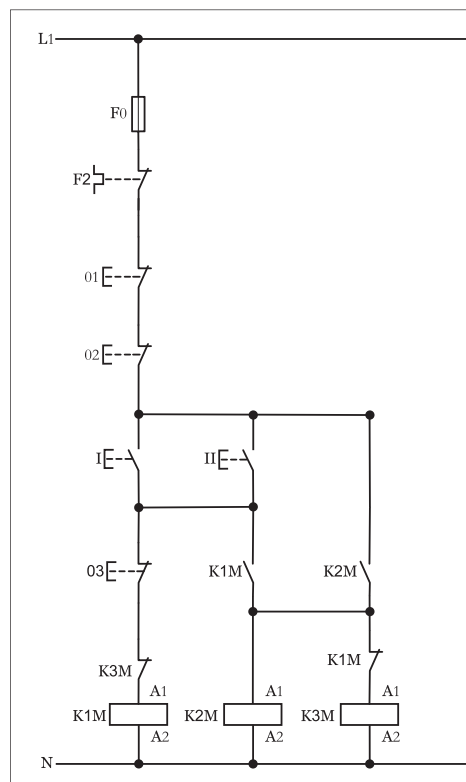 L1
F0
F2
01
02
I II
03 K1M K2M
K3M K1M
A1 A1 A1
K1M K2M K3M
A2 A2 A2
N